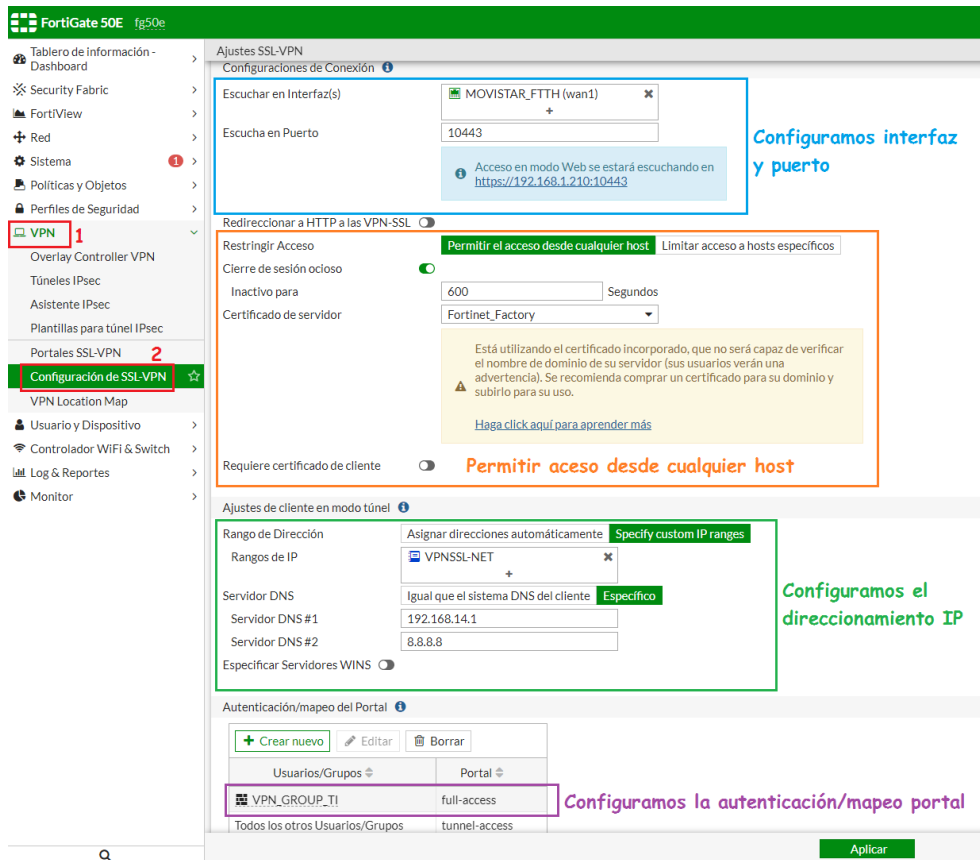 FortiGate 50E fg50e
Tablero de información -
Dashboard
Security Fabric
FortiView
Red
Sistema 1
Políticas y Objetos
Perfiles de Seguridad
VPN 1
Overlay Controller VPN
Túneles IPsec
Asistente IPsec
Plantillas para túnel IPsec
Portales SSL-VPN 2
Configuración de SSL-VPN
VPN Location Map
Usuario y Dispositivo
Controlador WiFi & Switch
Log & Reportes
Monitor
Ajustes SSL-VPN
Configuraciones de Conexión
Escuchar en Interfaz(s) MOVISTAR_FTTH (wan1)
+
Escucha en Puerto 10443
Acceso en modo Web se estará escuchando en
https://192.168.1.210:10443
Configuramos interfaz
y puerto
Redireccionar a HTTP a las VPN-SSL
Restringir Acceso Permitir el acceso desde cualquier host Limitar acceso a hosts específicos
Cierre de sesión ocioso
Inactivo para 600 Segundos
Certificado de servidor Fortinet_Factory
Está utilizando el certificado incorporado, que no será capaz de verificar
el nombre de dominio de su servidor (sus usuarios verán una
advertencia). Se recomienda comprar un certificado para su dominio y
subirlo para su uso.
Haga click aquí para aprender más
Requiere certificado de cliente Permitir aceso desde cualquier host
Ajustes de cliente en modo túnel
Rango de Dirección Asignar direcciones automáticamente Specify custom IP ranges
Rangos de IP VPNSSL-NET
+
Servidor DNS Igual que el sistema DNS del cliente Específico
Servidor DNS #1 192.168.14.1
Servidor DNS #2 8.8.8.8
Especificar Servidores WINS
Configuramos el
direccionamiento IP
Autenticación/mapeo del Portal
+ Crear nuevo Editar Borrar
Usuarios/Grupos Portal
VPN_GROUP_TI full-access Configuramos la autenticación/mapeo portal
Todos los otros Usuarios/Grupos tunnel-access
Aplicar